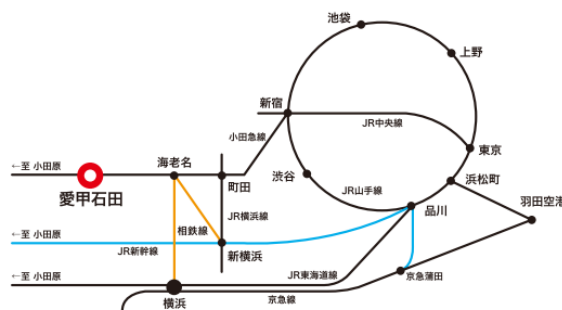 池袋
上野
新宿
JR中央線
小田急線
東京
←至 小田原
海老名
町田
渋谷
JR山手線
浜松町
愛甲石田
羽田空港
品川
JR横浜線
相鉄線
←至 小田原
JR新幹線
新横浜
←至 小田原
JR東海道線
京急蒲田
横浜
京急線